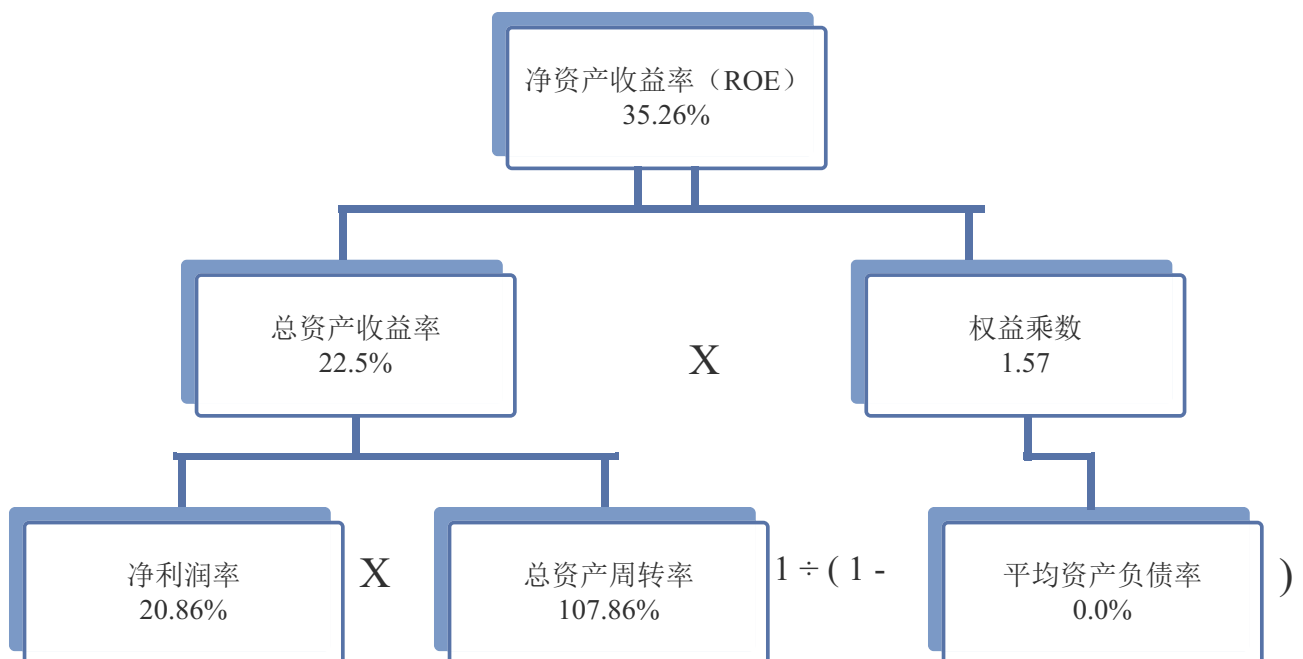 净资产收益率（ROE）
35.26%
总资产收益率
22.5%
X
权益乘数
1.57
净利润率
20.86%
X
总资产周转率
107.86%
1 ÷ ( 1 -
平均资产负债率
0.0%
)